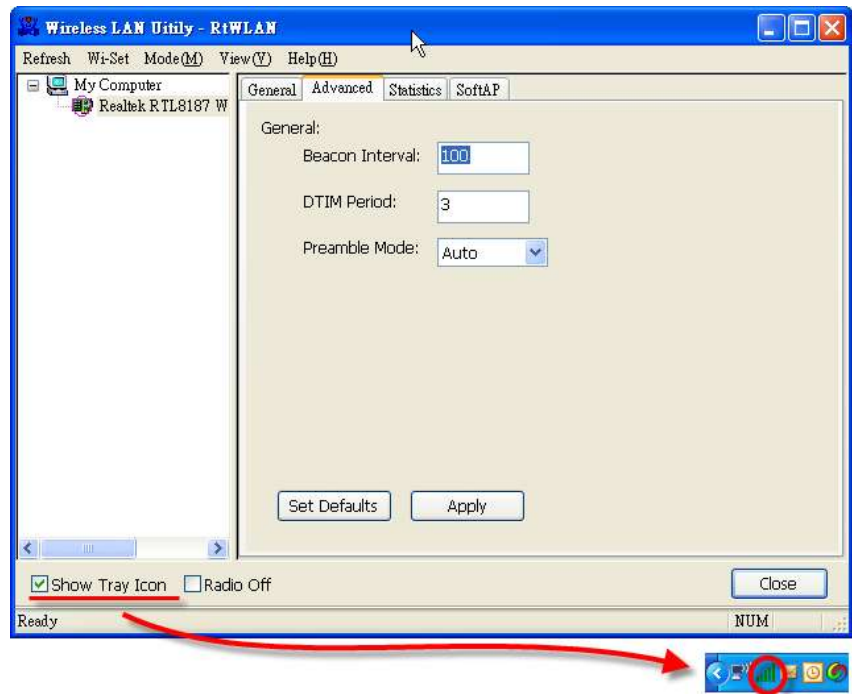 Wireless LAN Uitily - RtWLAN
Refresh Wi-Set Mode(M) View(V) Help(H)
My Computer
Realtek RTL8187 W
General Advanced Statistics SoftAP
General:
Beacon Interval: 100
DTIM Period: 3
Preamble Mode: Auto
Set Defaults Apply
Show Tray Icon Radio Off Close
Ready NUM